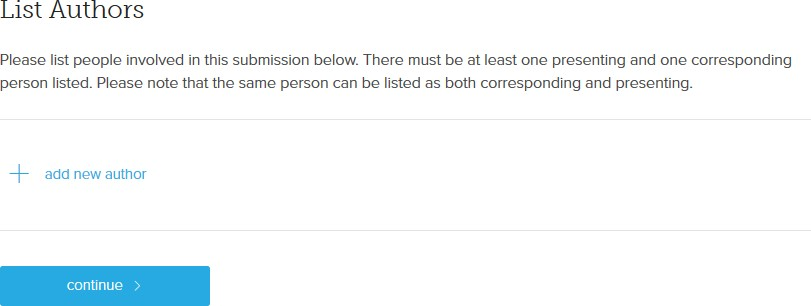 List Authors
Please list people involved in this submission below. There must be at least one presenting and one corresponding
person listed. Please note that the same person can be listed as both corresponding and presenting.
add new author
continue